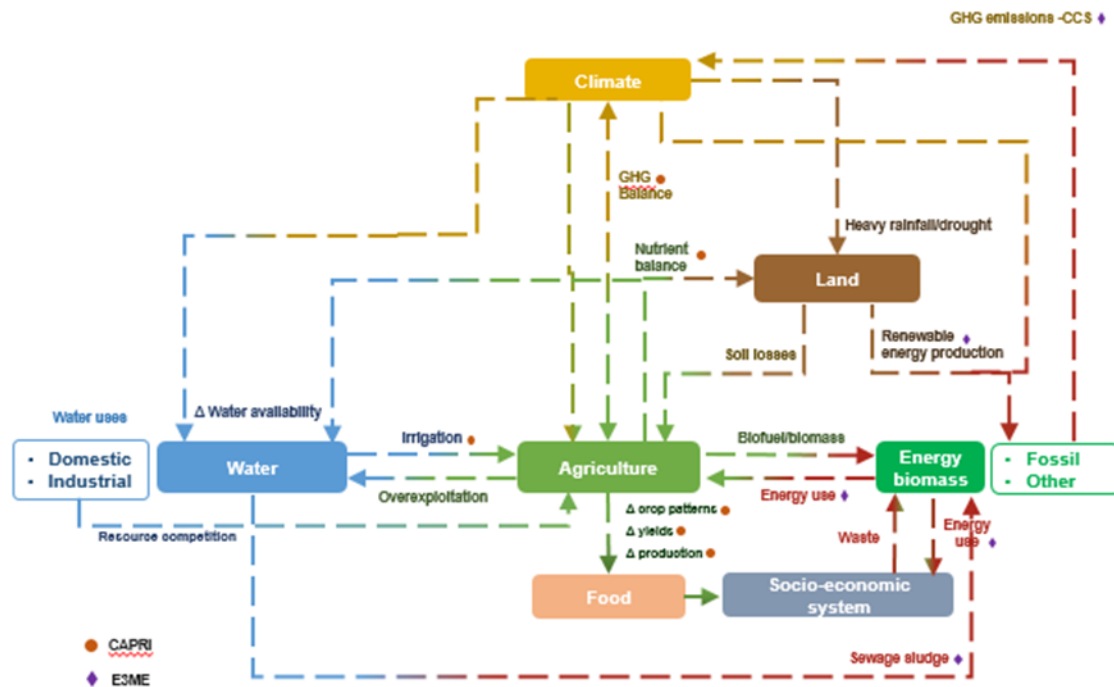 GHG emissions -CCS
Climate
GHG
Balance
Heavy rainfall/drought
Nutrient
balance
Land
Renewable
energy production
Soil losses
Water uses
Δ Water availability
• Domestic
• Industrial
Water
Irrigation
Overexploitation
Resource competition
Agriculture
Biofuel/biomass
Energy use
Energy
biomass
• Fossil
• Other
Δ crop patterns
Δ yields
Δ production
Waste
Energy
use
Food
Socio-economic
system
Sewage sludge
CAPRI
E3ME